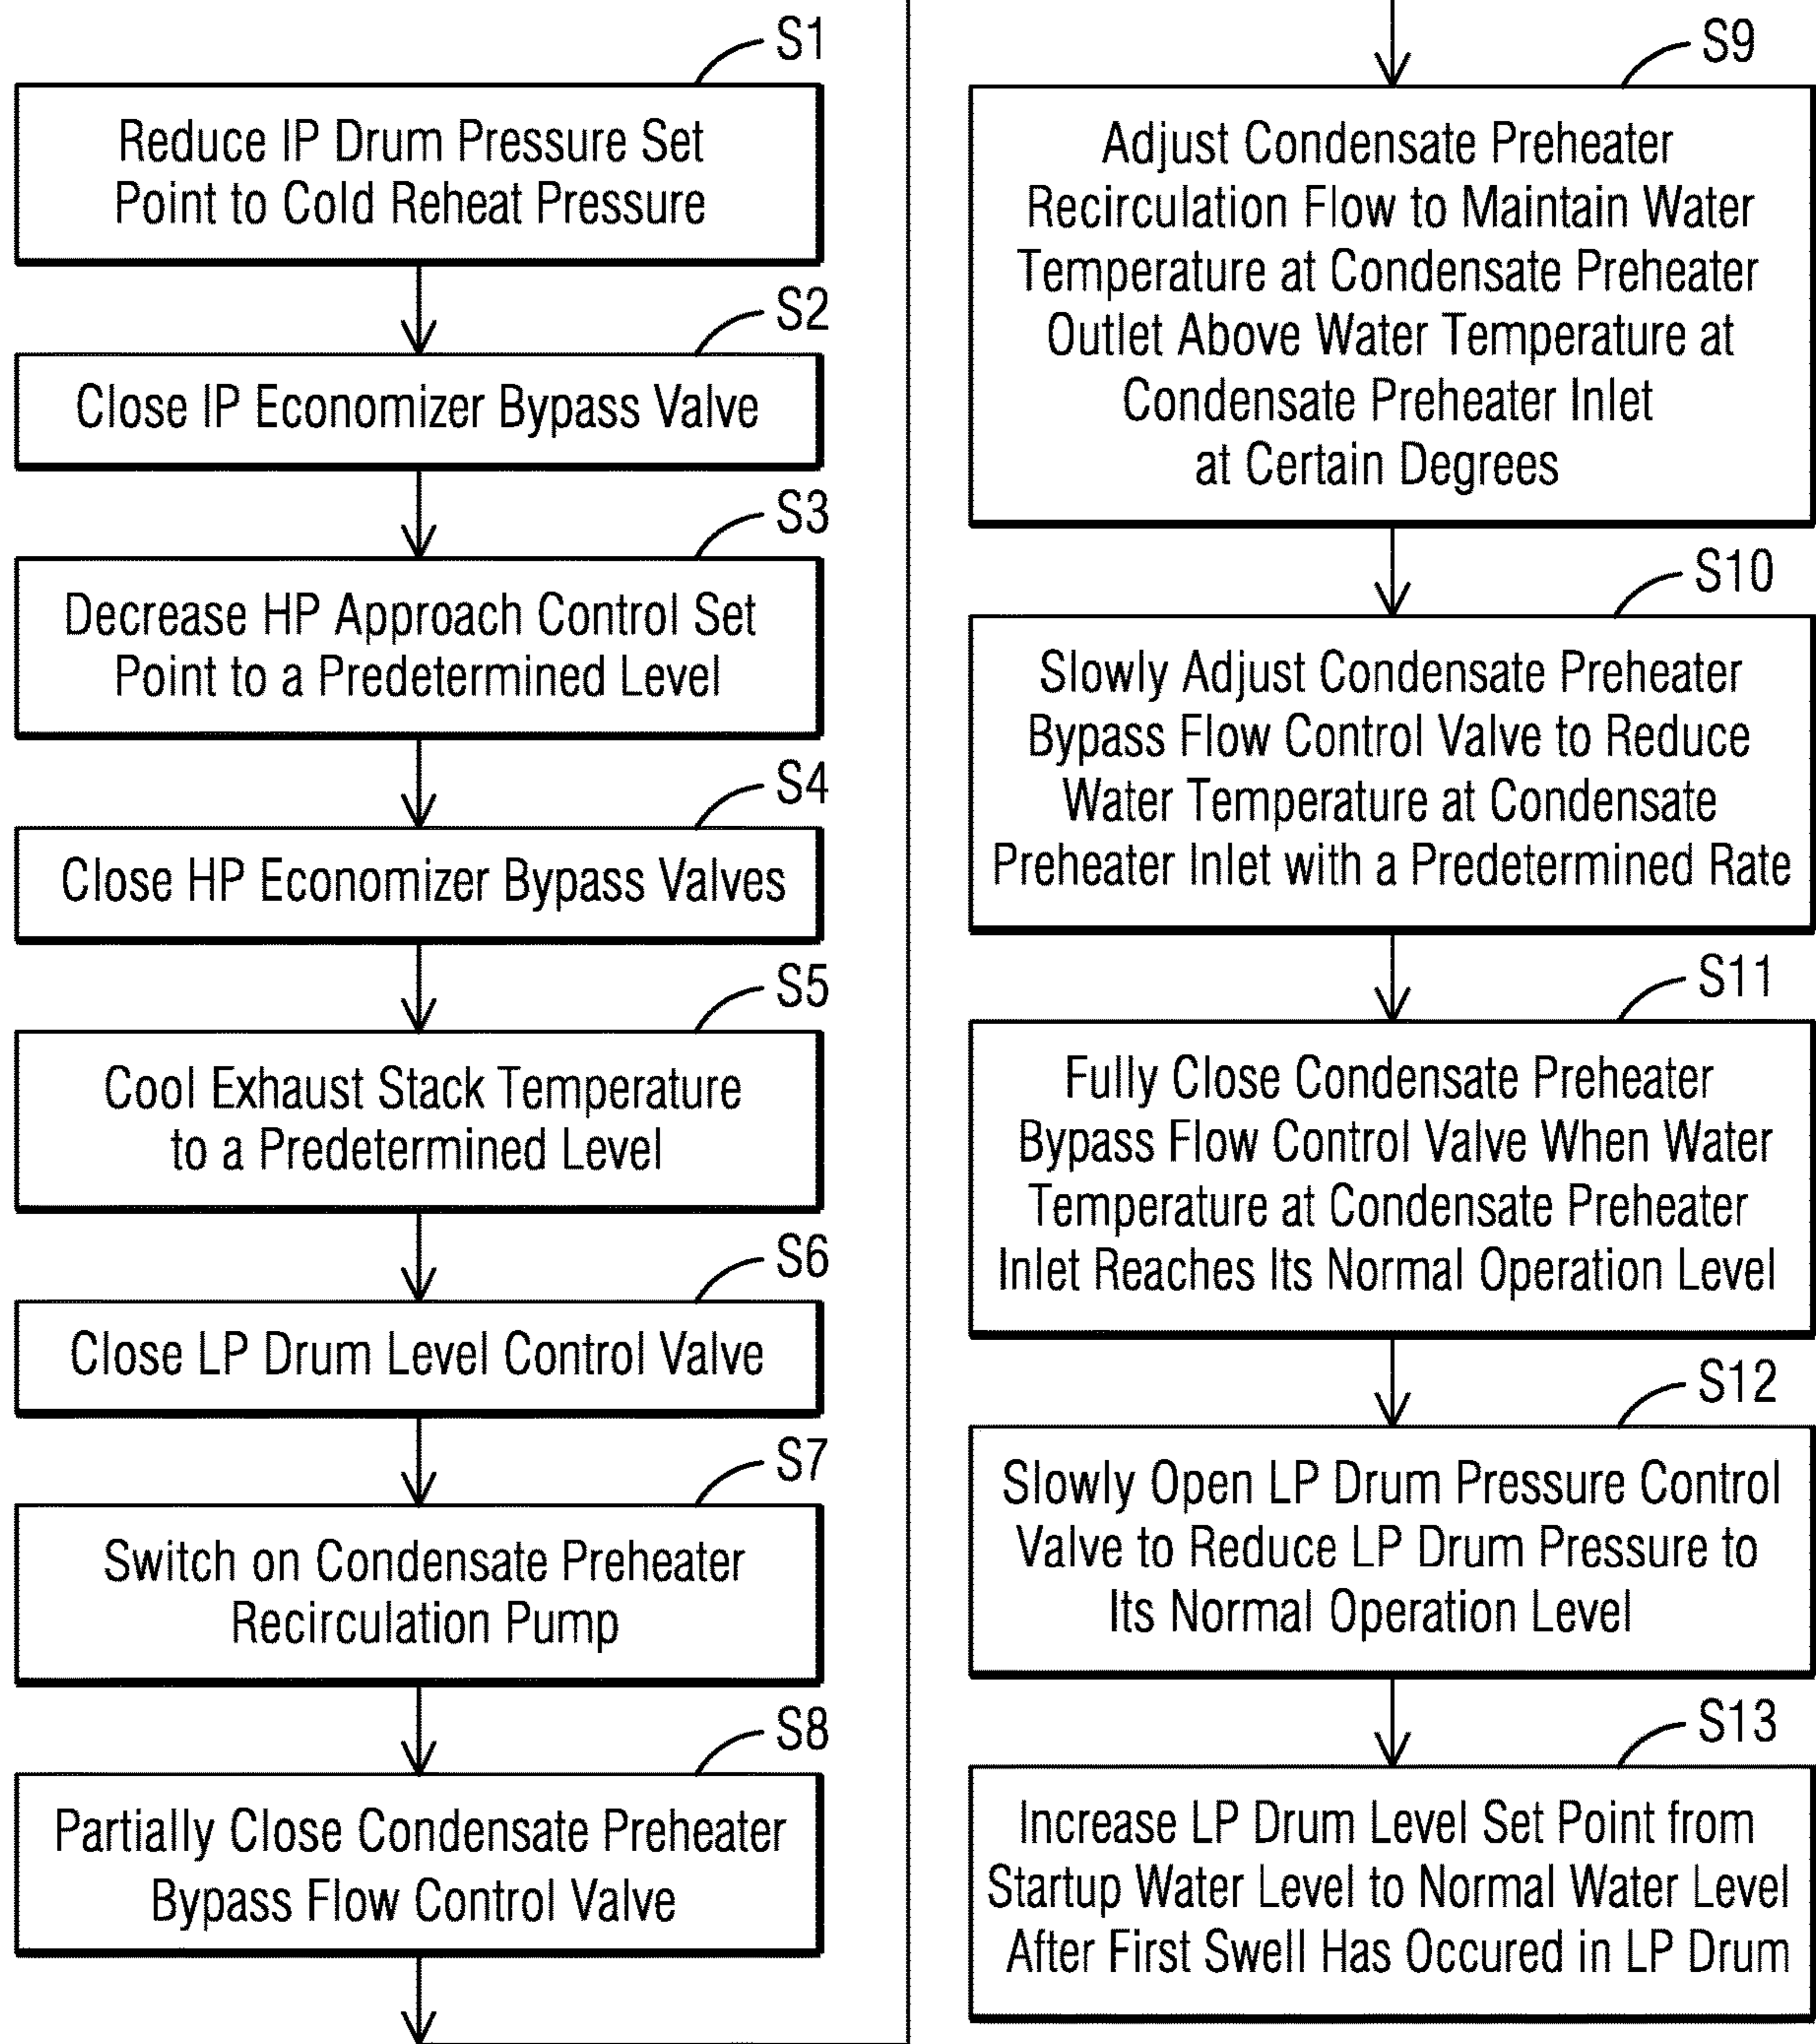 S1
Reduce IP Drum Pressure Set
Point to Cold Reheat Pressure
S2
Close IP Economizer Bypass Valve
S3
Decrease HP Approach Control Set
Point to a Predetermined Level
S4
Close HP Economizer Bypass Valves
S5
Cool Exhaust Stack Temperature
to a Predetermined Level
S6
Close LP Drum Level Control Valve
S7
Switch on Condensate Preheater
Recirculation Pump
S8
Partially Close Condensate Preheater
Bypass Flow Control Valve
S9
Adjust Condensate Preheater
Recirculation Flow to Maintain Water
Temperature at Condensate Preheater
Outlet Above Water Temperature at
Condensate Preheater Inlet
at Certain Degrees
S10
Slowly Adjust Condensate Preheater
Bypass Flow Control Valve to Reduce
Water Temperature at Condensate
Preheater Inlet with a Predetermined Rate
S11
Fully Close Condensate Preheater
Bypass Flow Control Valve When Water
Temperature at Condensate Preheater
Inlet Reaches Its Normal Operation Level
S12
Slowly Open LP Drum Pressure Control
Valve to Reduce LP Drum Pressure to
Its Normal Operation Level
S13
Increase LP Drum Level Set Point from
Startup Water Level to Normal Water Level
After First Swell Has Occured in LP Drum